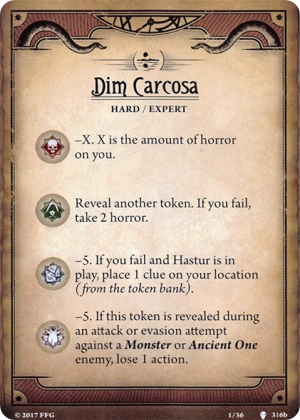 Dim Carcosa
HARD / EXPERT
–X. X is the amount of horror
on you.
Reveal another token. If you fail,
take 2 horror.
–5. If you fail and Hastur is in
play, place 1 clue on your location
(from the token bank).
–5. If this token is revealed during
an attack or evasion attempt
against a Monster or Ancient One
enemy, lose 1 action.
© 2017 FFG 1/36 316b